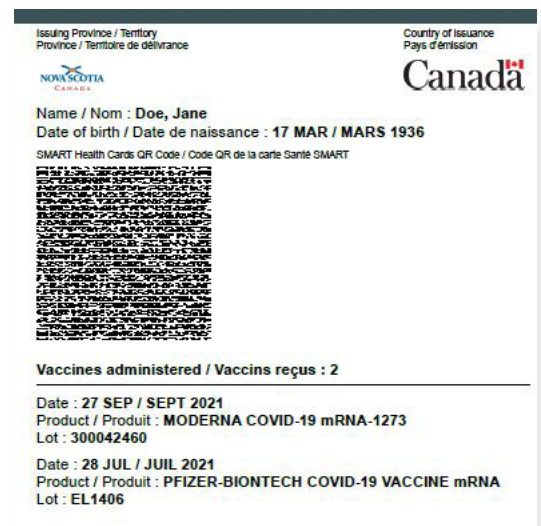 Issuing Province / Territory
Province / Territoire de délivrance
Country of Issuance
Pays d'émission
NOVA SCOTIA
CANADA
Canada
Name / Nom : Doe, Jane
Date of birth / Date de naissance : 17 MAR / MARS 1936
SMART Health Cards QR Code / Code QR de la carte Santé SMART
Vaccines administered / Vaccins reçus : 2
Date : 27 SEP / SEPT 2021
Product / Produit : MODERNA COVID-19 mRNA-1273
Lot : 300042460
Date : 28 JUL / JUIL 2021
Product / Produit : PFIZER-BIONTECH COVID-19 VACCINE mRNA
Lot : EL1406